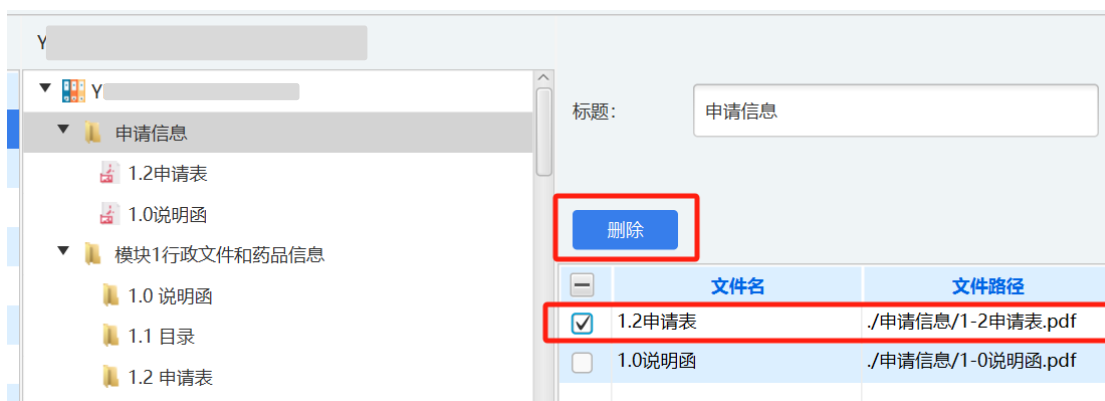 Y
Y
申请信息
1.2申请表
1.0说明函
模块1行政文件和药品信息
1.0 说明函
1.1 目录
1.2 申请表
标题：
申请信息
删除
文件名 文件路径
1.2申请表 ./申请信息/1-2申请表.pdf
1.0说明函 ./申请信息/1-0说明函.pdf